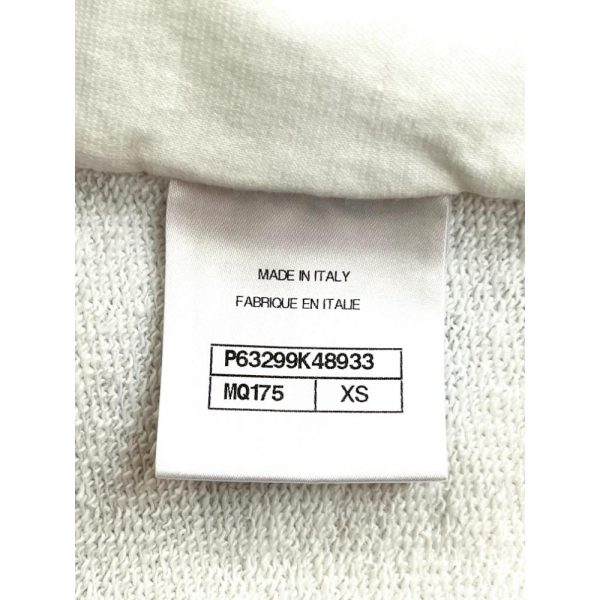 MADE IN ITALY
FABRIQUE EN ITALIE
P63299K48933
MQ175 XS